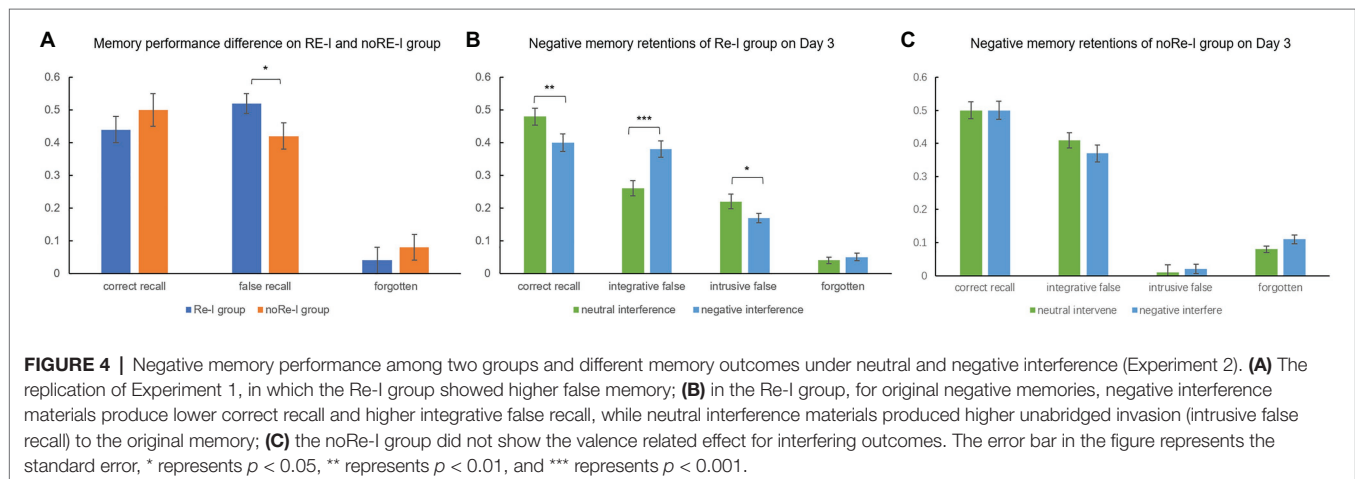 A Memory performance difference on RE-I and noRE-I group
0.6
0.5
0.4
0.3
0.2
0.1
0
*
correct recall false recall forgotten
Re-I group noRe-I group
B Negative memory retentions of Re-I group on Day 3
0.6
0.5
0.4
0.3
0.2
0.1
0
**
***
*
correct recall integrative false intrusive false forgotten
neutral interference negative interference
C Negative memory retentions of noRe-I group on Day 3
0.6
0.5
0.4
0.3
0.2
0.1
0
correct recall integrative false intrusive false forgotten
neutral intervene negative interfere
FIGURE 4 | Negative memory performance among two groups and different memory outcomes under neutral and negative interference (Experiment 2). (A) The
replication of Experiment 1, in which the Re-I group showed higher false memory; (B) in the Re-I group, for original negative memories, negative interference
materials produce lower correct recall and higher integrative false recall, while neutral interference materials produced higher unabridged invasion (intrusive false
recall) to the original memory; (C) the noRe-I group did not show the valence related effect for interfering outcomes. The error bar in the figure represents the
standard error, * represents p < 0.05, ** represents p < 0.01, and *** represents p < 0.001.